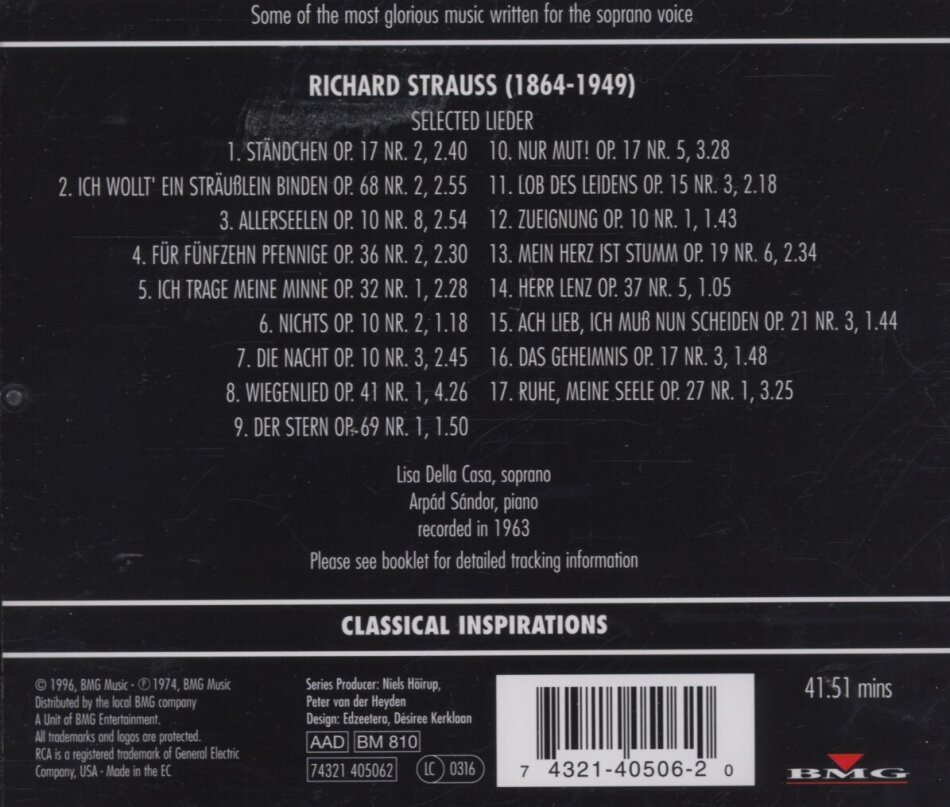 Some of the most glorious music written for the soprano voice
RICHARD STRAUSS (1864-1949)
SELECTED LIEDER
1. STÄNDCHEN OP. 17 NR. 2, 2.40
2. ICH WOLLT' EIN STRÄUßLEIN BINDEN OP. 68 NR. 2, 2.55
3. ALLERSEELEN OP. 10 NR. 8, 2.54
4. FÜR FÜNFZEHN PFENNIGE OP. 36 NR. 2, 2.30
5. ICH TRAGE MEINE MINNE OP. 32 NR. 1, 2.28
6. NICHTS OP. 10 NR. 2, 1.18
7. DIE NACHT OP. 10 NR. 3, 2.45
8. WIEGENLIED OP. 41 NR. 1, 4.26
9. DER STERN OP. 69 NR. 1, 1.50
10. NUR MUT! OP. 17 NR. 5, 3.28
11. LOB DES LEIDENS OP. 15 NR. 3, 2.18
12. ZUEIGNUNG OP. 10 NR. 1, 1.43
13. MEIN HERZ IST STUMM OP. 19 NR. 6, 2.34
14. HERR LENZ OP. 37 NR. 5, 1.05
15. ACH LIEB, ICH MUß NUN SCHEIDEN OP. 21 NR. 3, 1.44
16. DAS GEHEIMNIS OP. 17 NR. 3, 1.48
17. RUHE, MEINE SEELE OP. 27 NR. 1, 3.25
Lisa Della Casa, soprano
Arpád Sándor, piano
recorded in 1963
Please see booklet for detailed tracking information
CLASSICAL INSPIRATIONS
© 1996, BMG Music - ℗ 1974, BMG Music
Distributed by the local BMG company
A Unit of BMG Entertainment.
All trademarks and logos are protected.
RCA is a registered trademark of General Electric
Company, USA - Made in the EC
Series Producer: Niels Höirup,
Peter van der Heyden
Design: Edzeetera, Désiree Kerklaan
AAD BM 810
74321 405062 LC 0316
7 4321-40506-2 0
41.51 mins
BMG